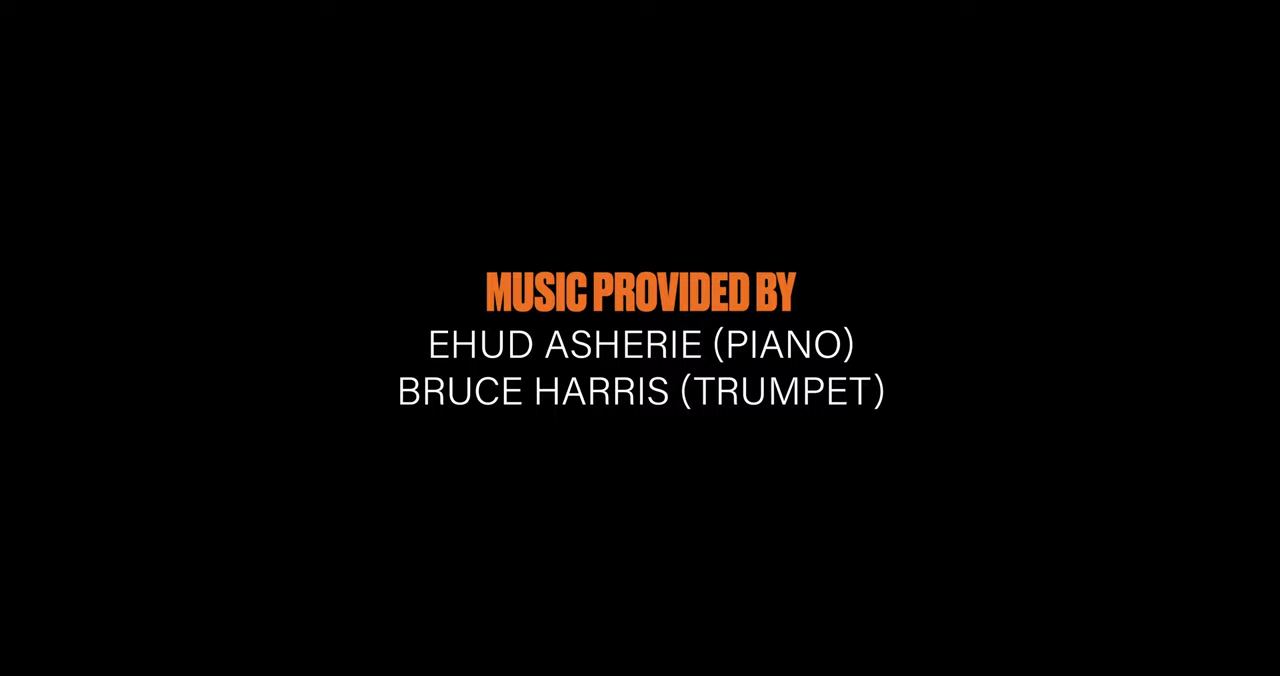 MUSIC PROVIDED BY
EHUD ASHERIE (PIANO)
BRUCE HARRIS (TRUMPET)